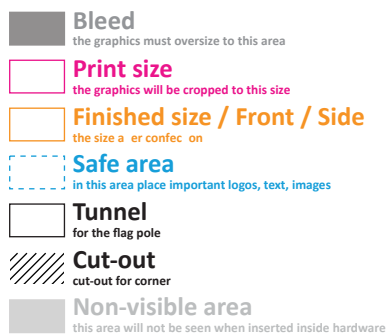 Bleed
the graphics must oversize to this area
Print size
the graphics will be cropped to this size
Finished size / Front / Side
the size a er confec on
Safe area
in this area place important logos, text, images
Tunnel
for the flag pole
Cut-out
cut-out for corner
Non-visible area
this area will not be seen when inserted inside hardware